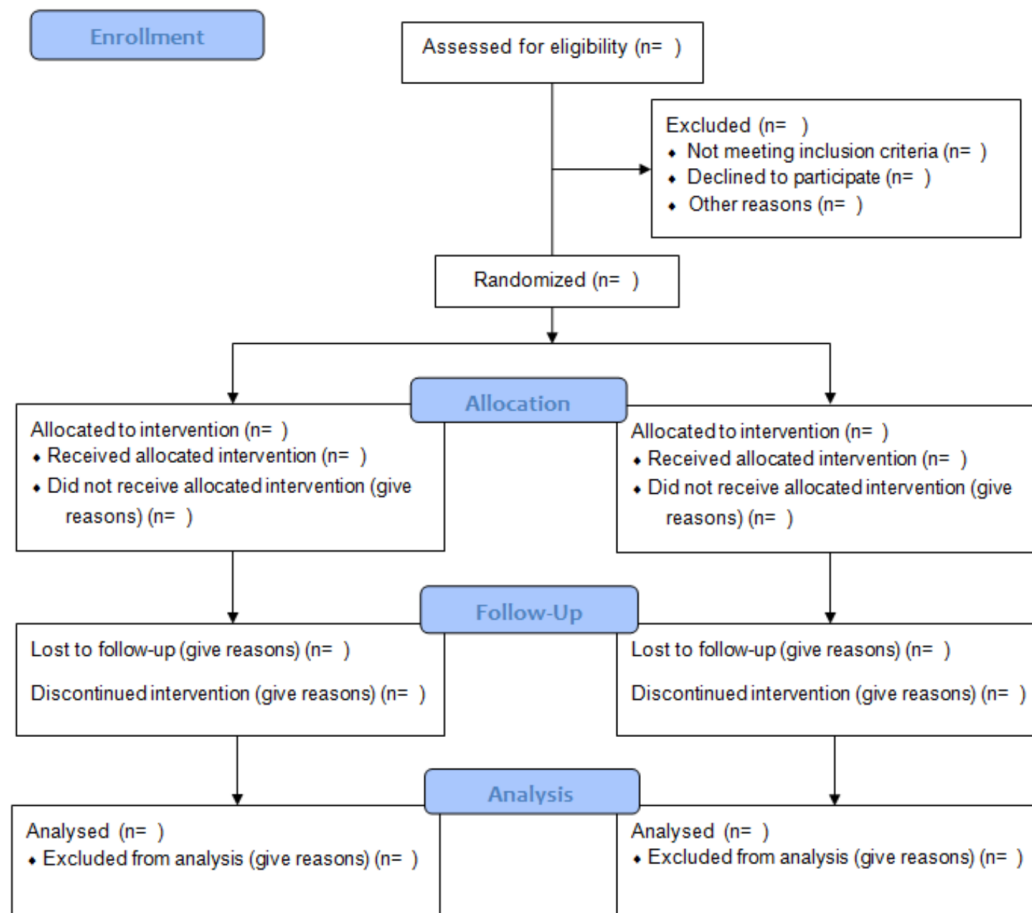 Enrollment
Assessed for eligibility (n=  )
Excluded (n=  )
♦ Not meeting inclusion criteria (n=  )
♦ Declined to participate (n=  )
♦ Other reasons (n=  )
Randomized (n=  )
Allocation
Allocated to intervention (n=  )
♦ Received allocated intervention (n=  )
♦ Did not receive allocated intervention (give
reasons) (n=  )
Allocated to intervention (n=  )
♦ Received allocated intervention (n=  )
♦ Did not receive allocated intervention (give
reasons) (n=  )
Follow-Up
Lost to follow-up (give reasons) (n=  )
Discontinued intervention (give reasons) (n=  )
Lost to follow-up (give reasons) (n=  )
Discontinued intervention (give reasons) (n=  )
Analysis
Analysed (n=  )
♦ Excluded from analysis (give reasons) (n=  )
Analysed (n=  )
♦ Excluded from analysis (give reasons) (n=  )